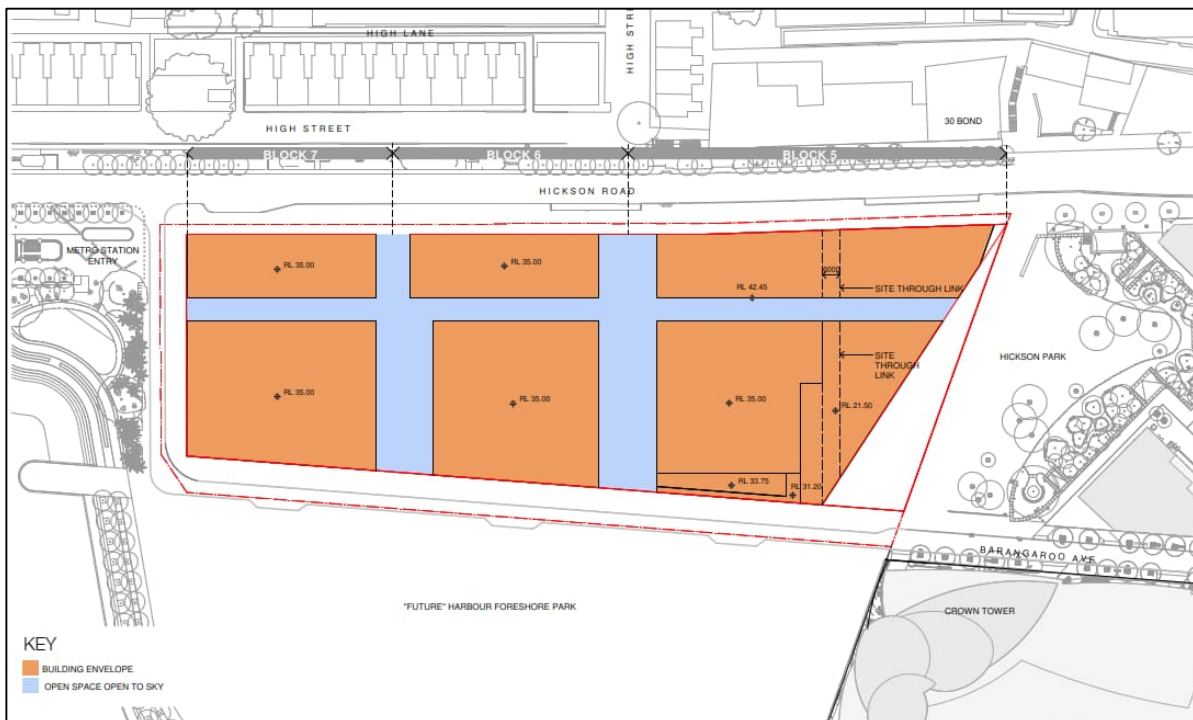 HIGH LANE
HIGH STRE
HIGH STREET
30 BOND
BLOCK 7
BLOCK 6
BLOCK 5
HICKSON ROAD
METRO STATION
ENTRY
RL 35.00
RL 35.00
6000
SITE THROUGH LINK
RL 42.45
HICKSON PARK
SITE
THROUGH
LINK
RL 35.00
RL 35.00
RL 35.00
RL 21.50
RL 33.75
RL 31.20
BARANGAROO AVE
"FUTURE" HARBOUR FORESHORE PARK
CROWN TOWER
KEY
BUILDING ENVELOPE
OPEN SPACE OPEN TO SKY